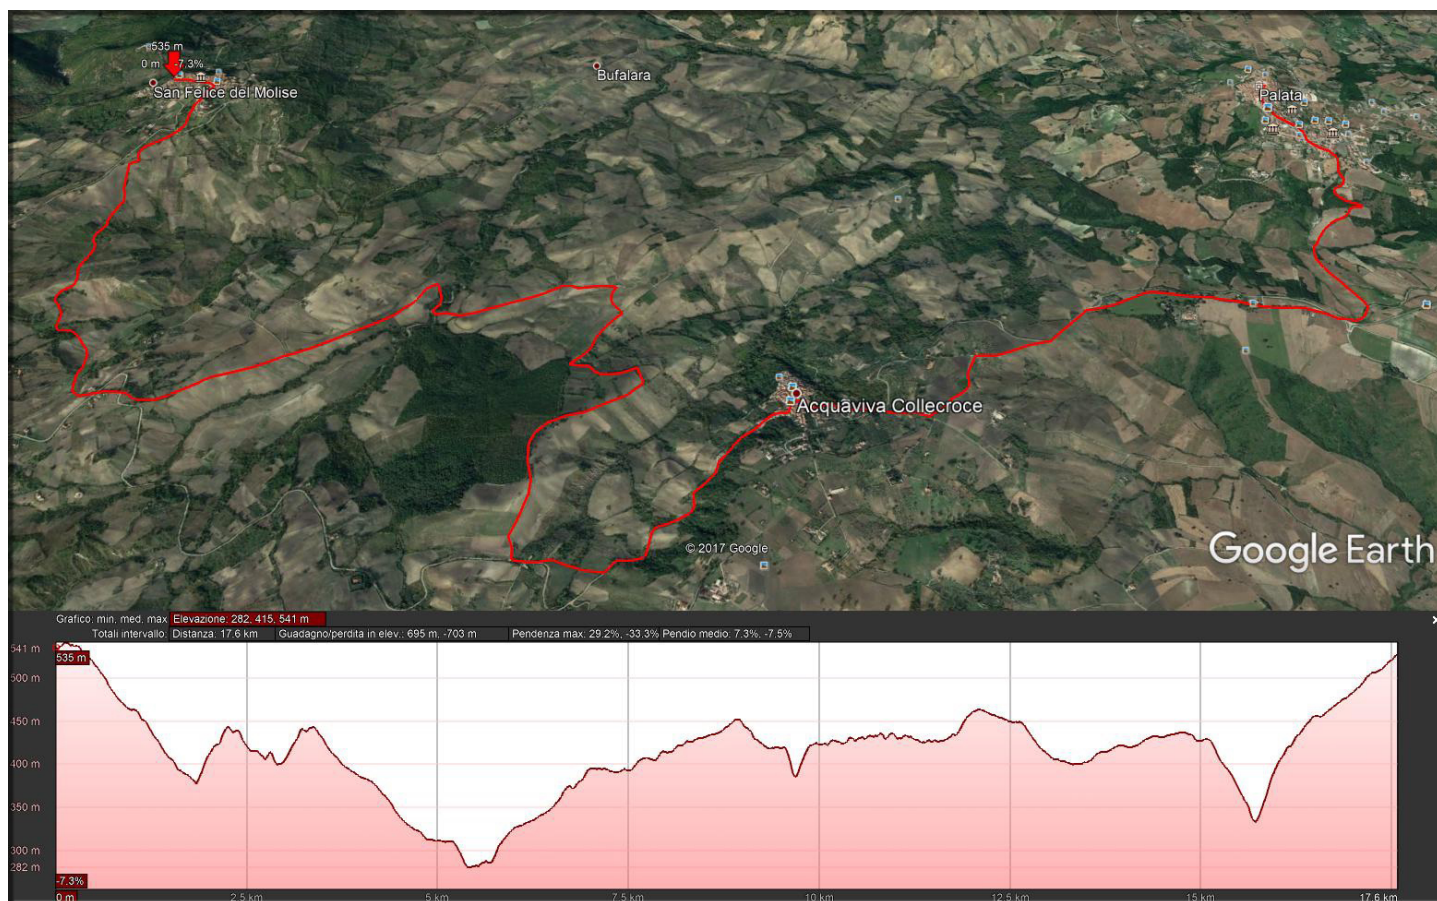 535 m
0 m -7.3%
San Felice del Molise
Bufalara
Palata
Acquaviva Collecroce
© 2017 Google
Google Earth
Grafico: min, med, max Elevazione: 282, 415, 541 m
Totali intervallo: Distanza: 17.6 km Guadagno/perdita in elev.: 695 m, -703 m Pendenza max: 29.2%, -33.3% Pendio medio: 7.3%, -7.5%
541 m
535 m
500 m
450 m
400 m
350 m
300 m
282 m
-7.3%
0 m 2.5 km 5 km 7.5 km 10 km 12.5 km 15 km 17.6 km